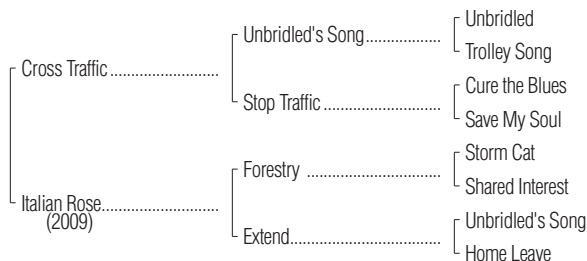 Unbridled
Unbridled's Song
Trolley Song
Cross Traffic
Cure the Blues
Stop Traffic
Save My Soul
Storm Cat
Forestry
Shared Interest
Italian Rose
(2009)
Unbridled's Song
Extend
Home Leave